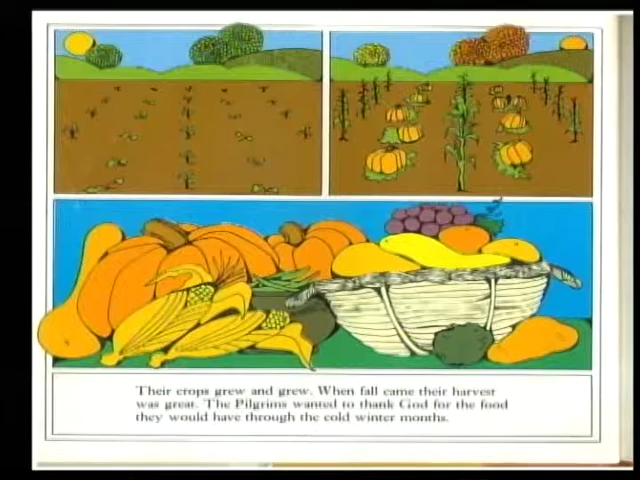 Their crops grew and grew. When fall came their harvest
was great. The Pilgrims wanted to thank God for the food
they would have through the cold winter months.